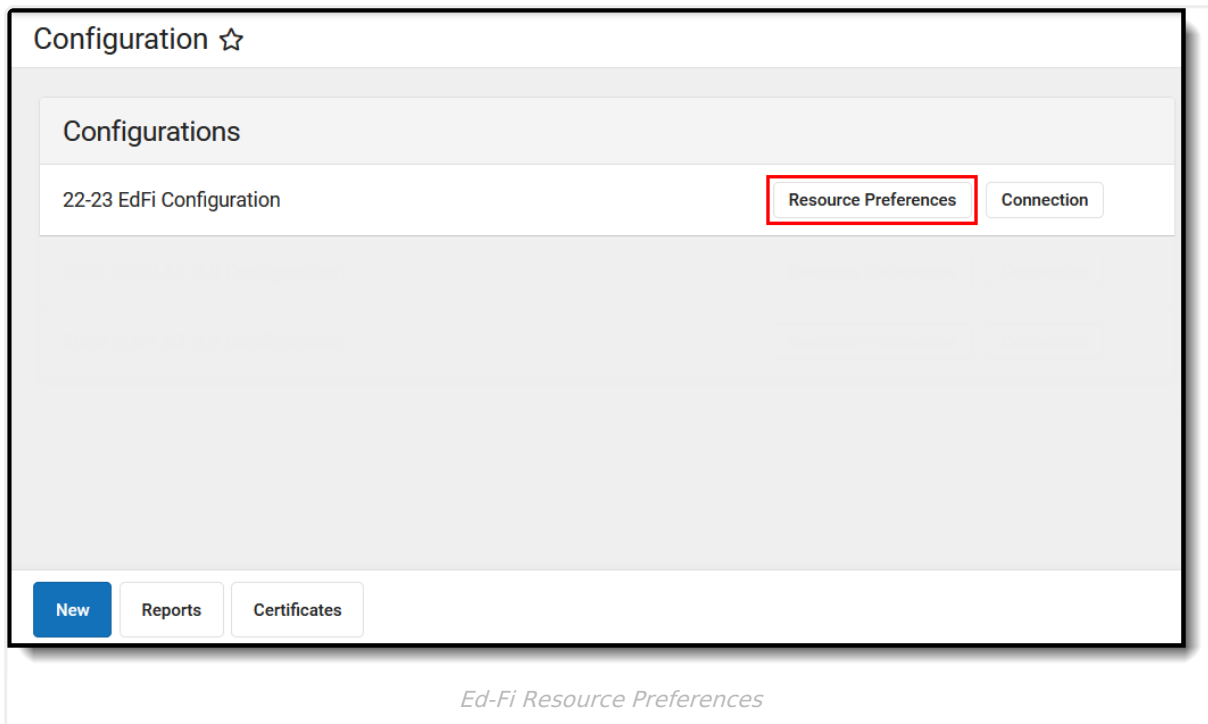 Configuration
Configurations
22-23 EdFi Configuration Resource Preferences Connection
New Reports Certificates
Ed-Fi Resource Preferences